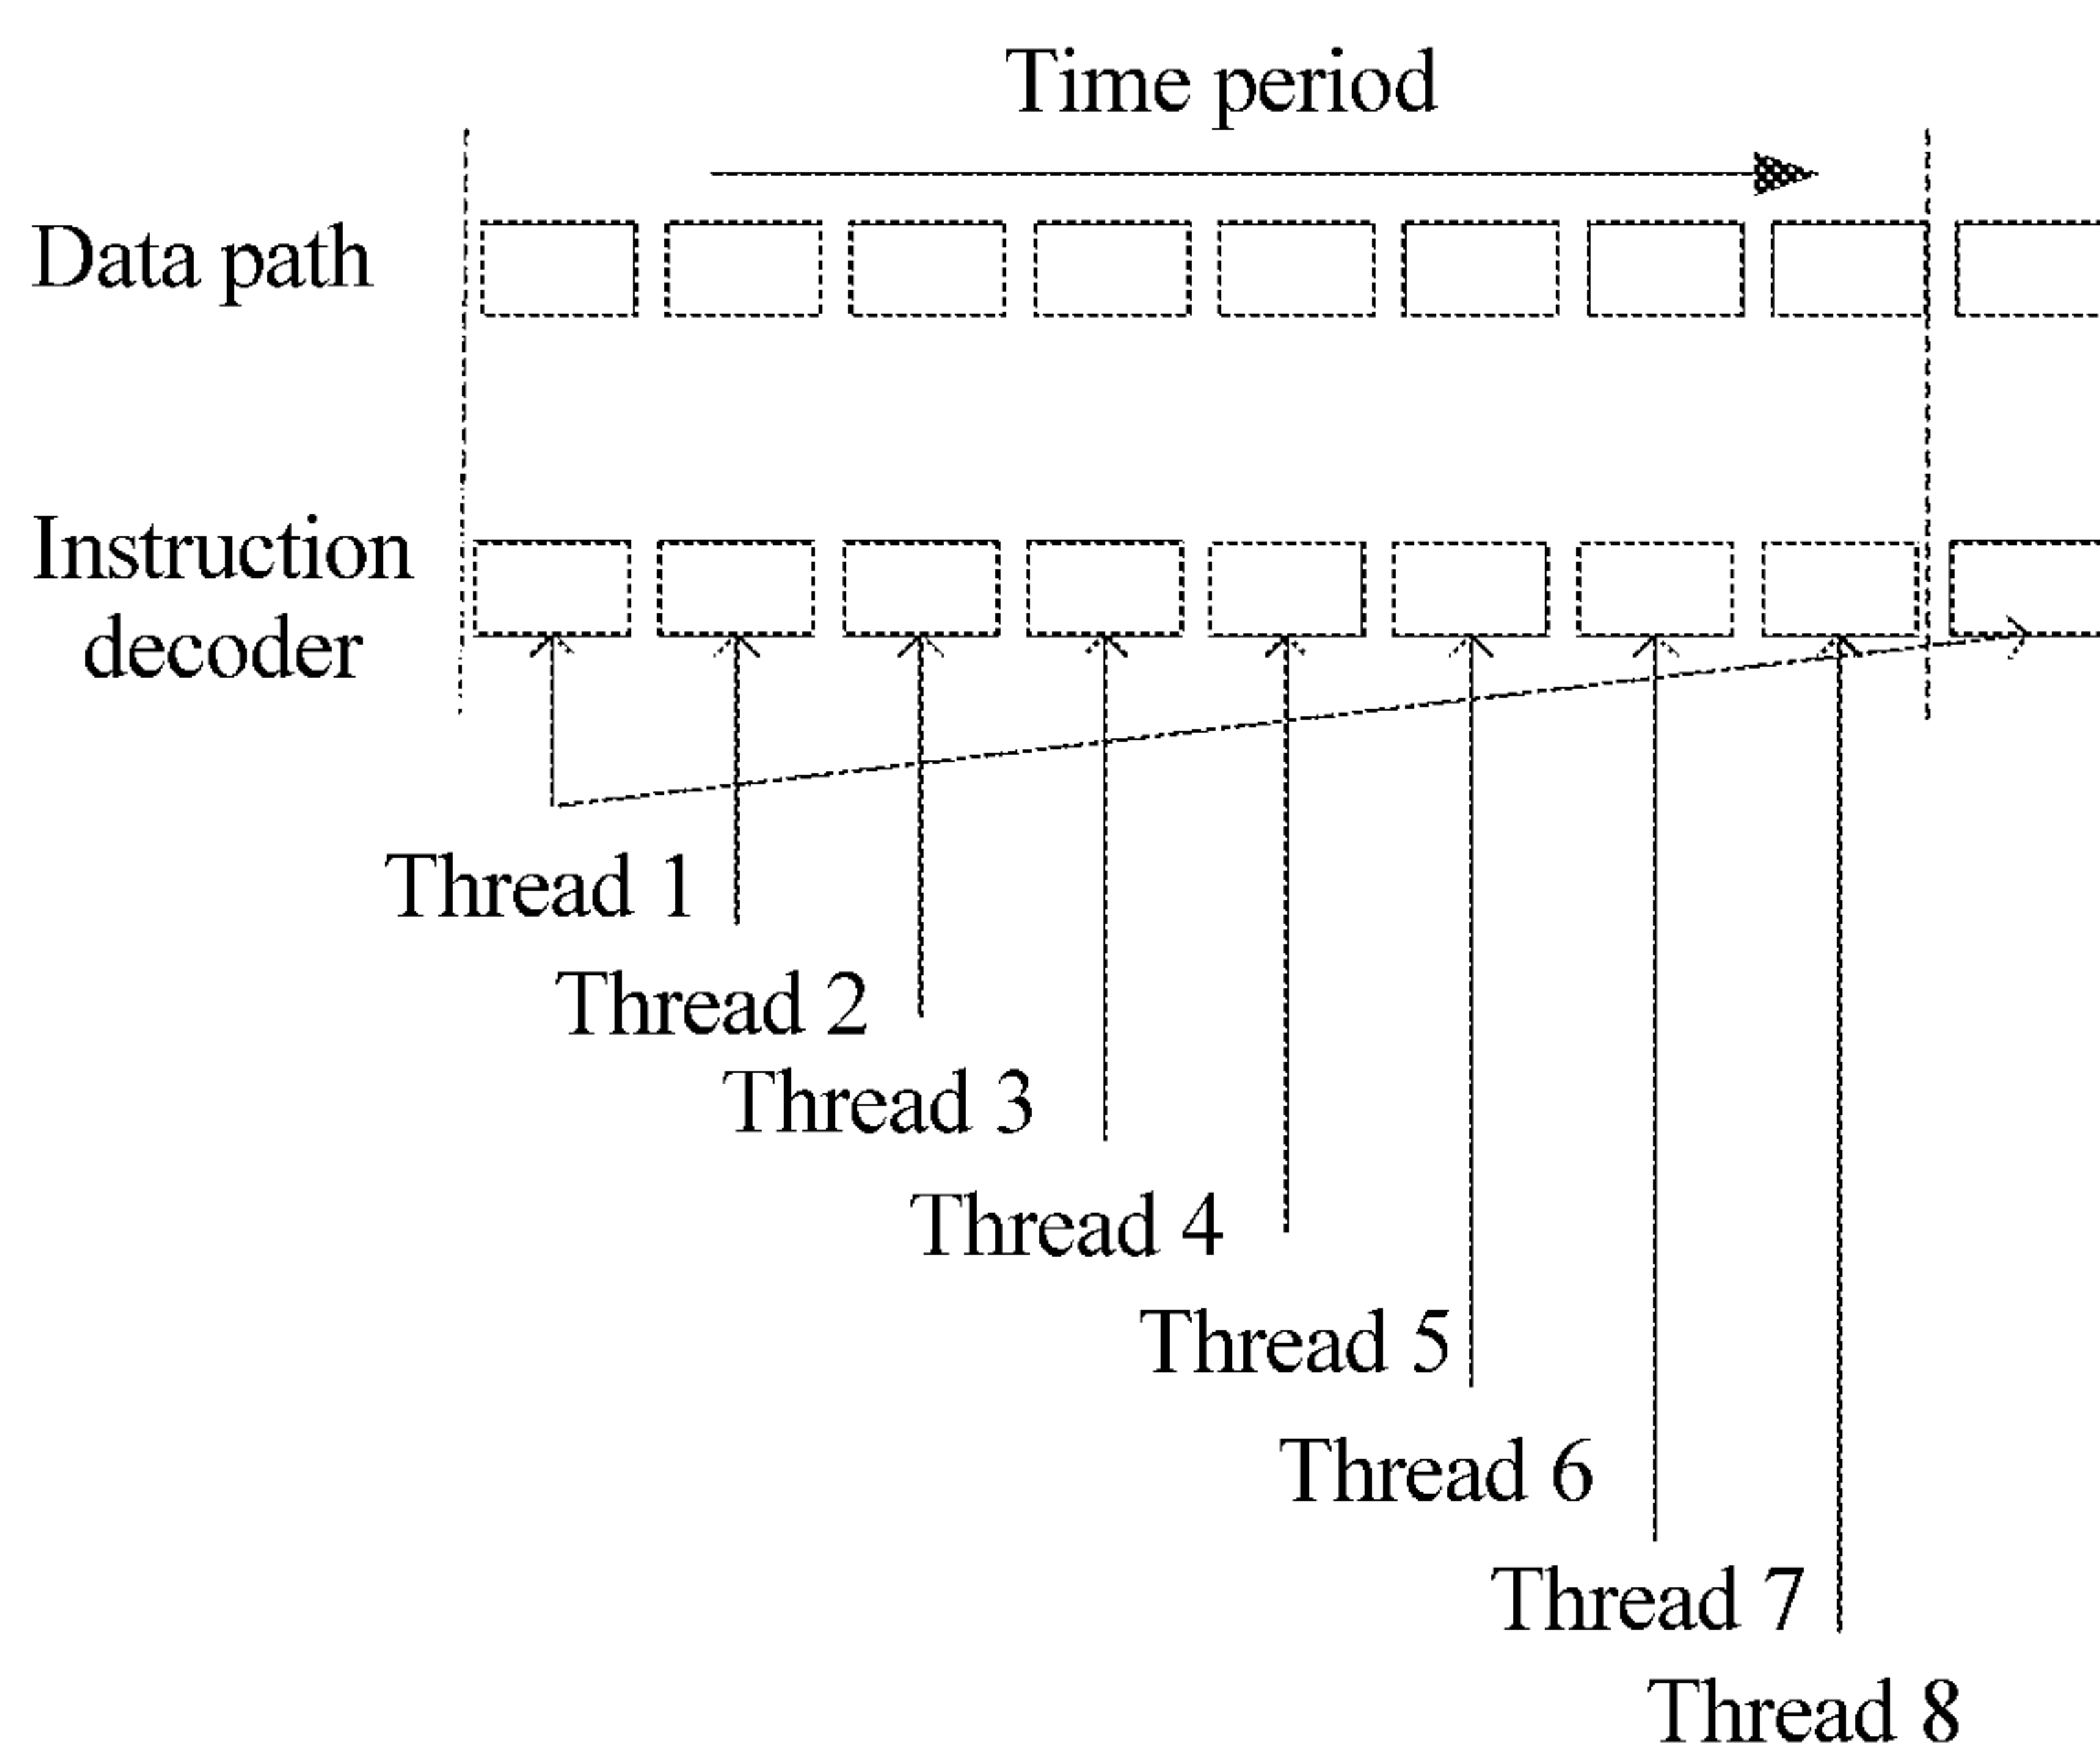 Time period
Data path
Instruction
decoder
Thread 1
Thread 2
Thread 3
Thread 4
Thread 5
Thread 6
Thread 7
Thread 8